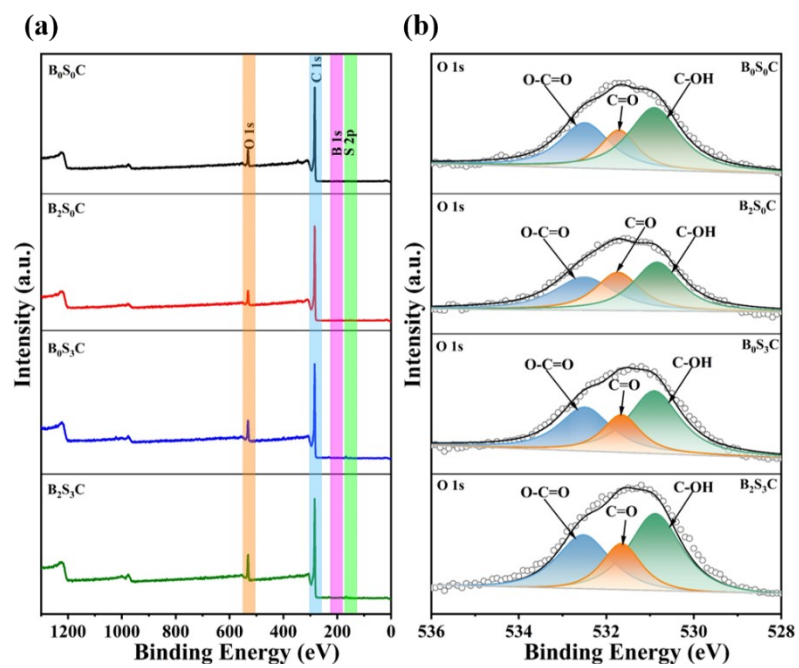 (a)
B₀S₀C
O 1s
C 1s
B 1s
S 2p
B₂S₀C
B₀S₃C
B₂S₃C
Intensity (a.u.)
1200 1000 800 600 400 200 0
Binding Energy (eV)
(b)
O 1s
B₀S₀C
O-C=O
C=O
C-OH
O 1s
B₂S₀C
O-C=O
C=O
C-OH
O 1s
B₀S₃C
O-C=O
C=O
C-OH
O 1s
B₂S₃C
O-C=O
C=O
C-OH
Intensity (a.u.)
536 534 532 530 528
Binding Energy (eV)